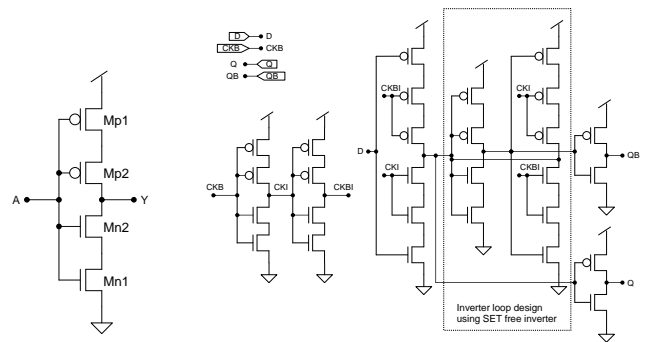 A
Mp1
Mp2
Y
Mn2
Mn1
D D
CKB CKB
Q Q
QB QB
CKB
CKI
CKBI
D
CKBI
CKI
CKI
CKBI
QB
Q
Inverter loop design
using SET free inverter